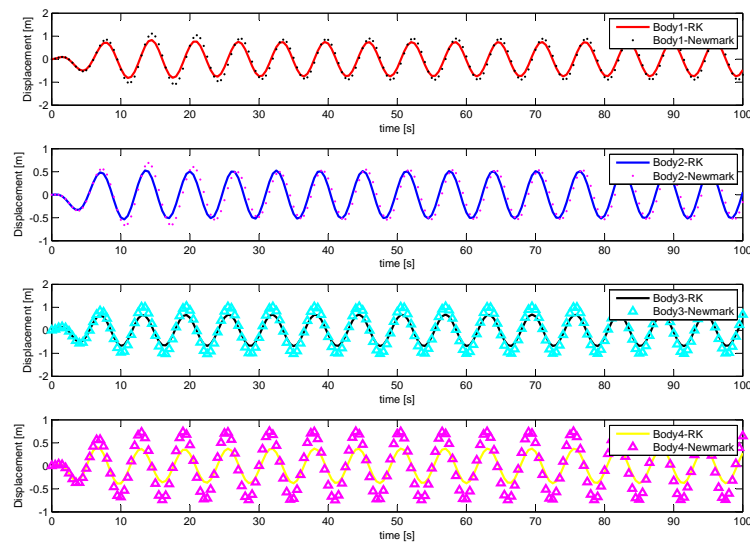 2
1
0
-1
-2
Displacement [m]
Body1-RK
Body1-Newmark
0 10 20 30 40 50 60 70 80 90 100
time [s]
1
0.5
0
-0.5
-1
Displacement [m]
Body2-RK
Body2-Newmark
0 10 20 30 40 50 60 70 80 90 100
time [s]
2
1
0
-1
-2
Displacement [m]
Body3-RK
Body3-Newmark
0 10 20 30 40 50 60 70 80 90 100
time [s]
1
0.5
0
-0.5
-1
Displacement [m]
Body4-RK
Body4-Newmark
0 10 20 30 40 50 60 70 80 90 100
time [s]